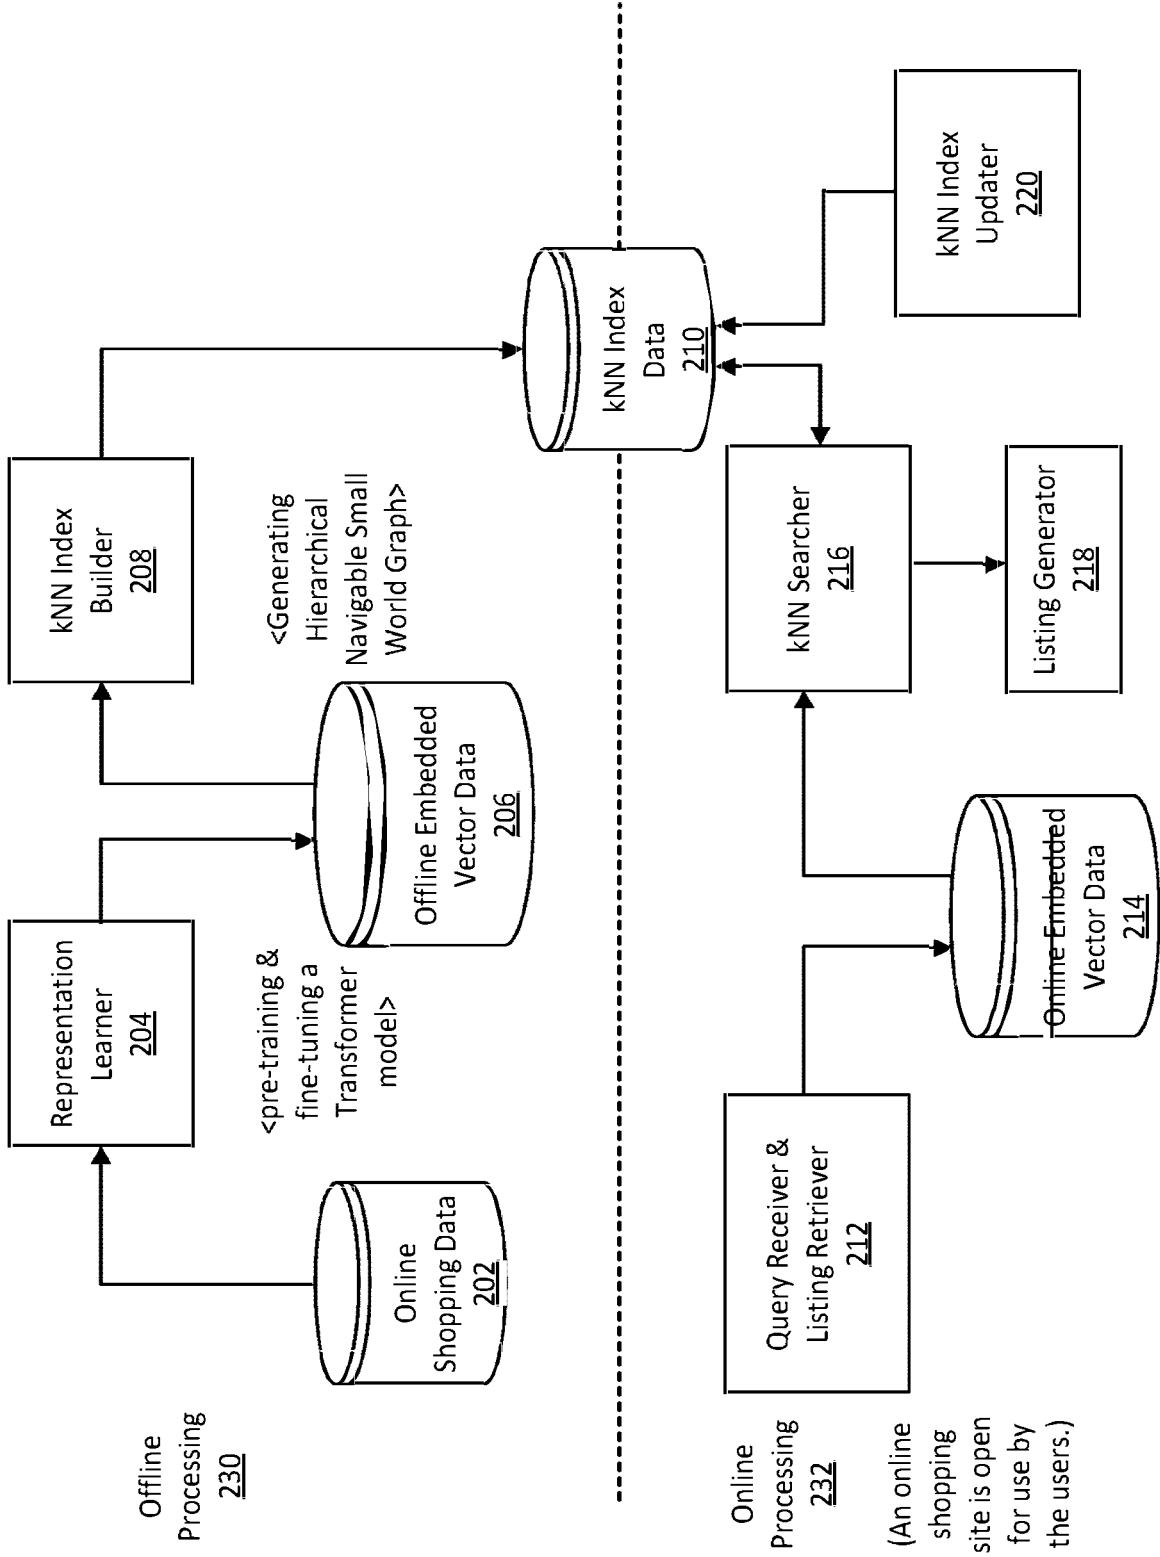 Offline
Processing
230
Online
Shopping Data
202
Representation
Learner
204
<pre-training &
fine-tuning a
Transformer
model>
Offline Embedded
Vector Data
206
kNN Index
Builder
208
<Generating
Hierarchical
Navigable Small
World Graph>
kNN Index
Data
210
Online
Processing
232
(An online
shopping
site is open
for use by
the users.)
Query Receiver &
Listing Retriever
212
Online Embedded
Vector Data
214
kNN Searcher
216
Listing Generator
218
kNN Index
Updater
220